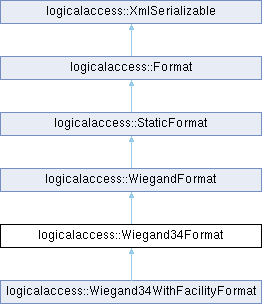 logicalaccess::XmlSerializable
logicalaccess::Format
logicalaccess::StaticFormat
logicalaccess::WiegandFormat
logicalaccess::Wiegand34Format
logicalaccess::Wiegand34WithFacilityFormat